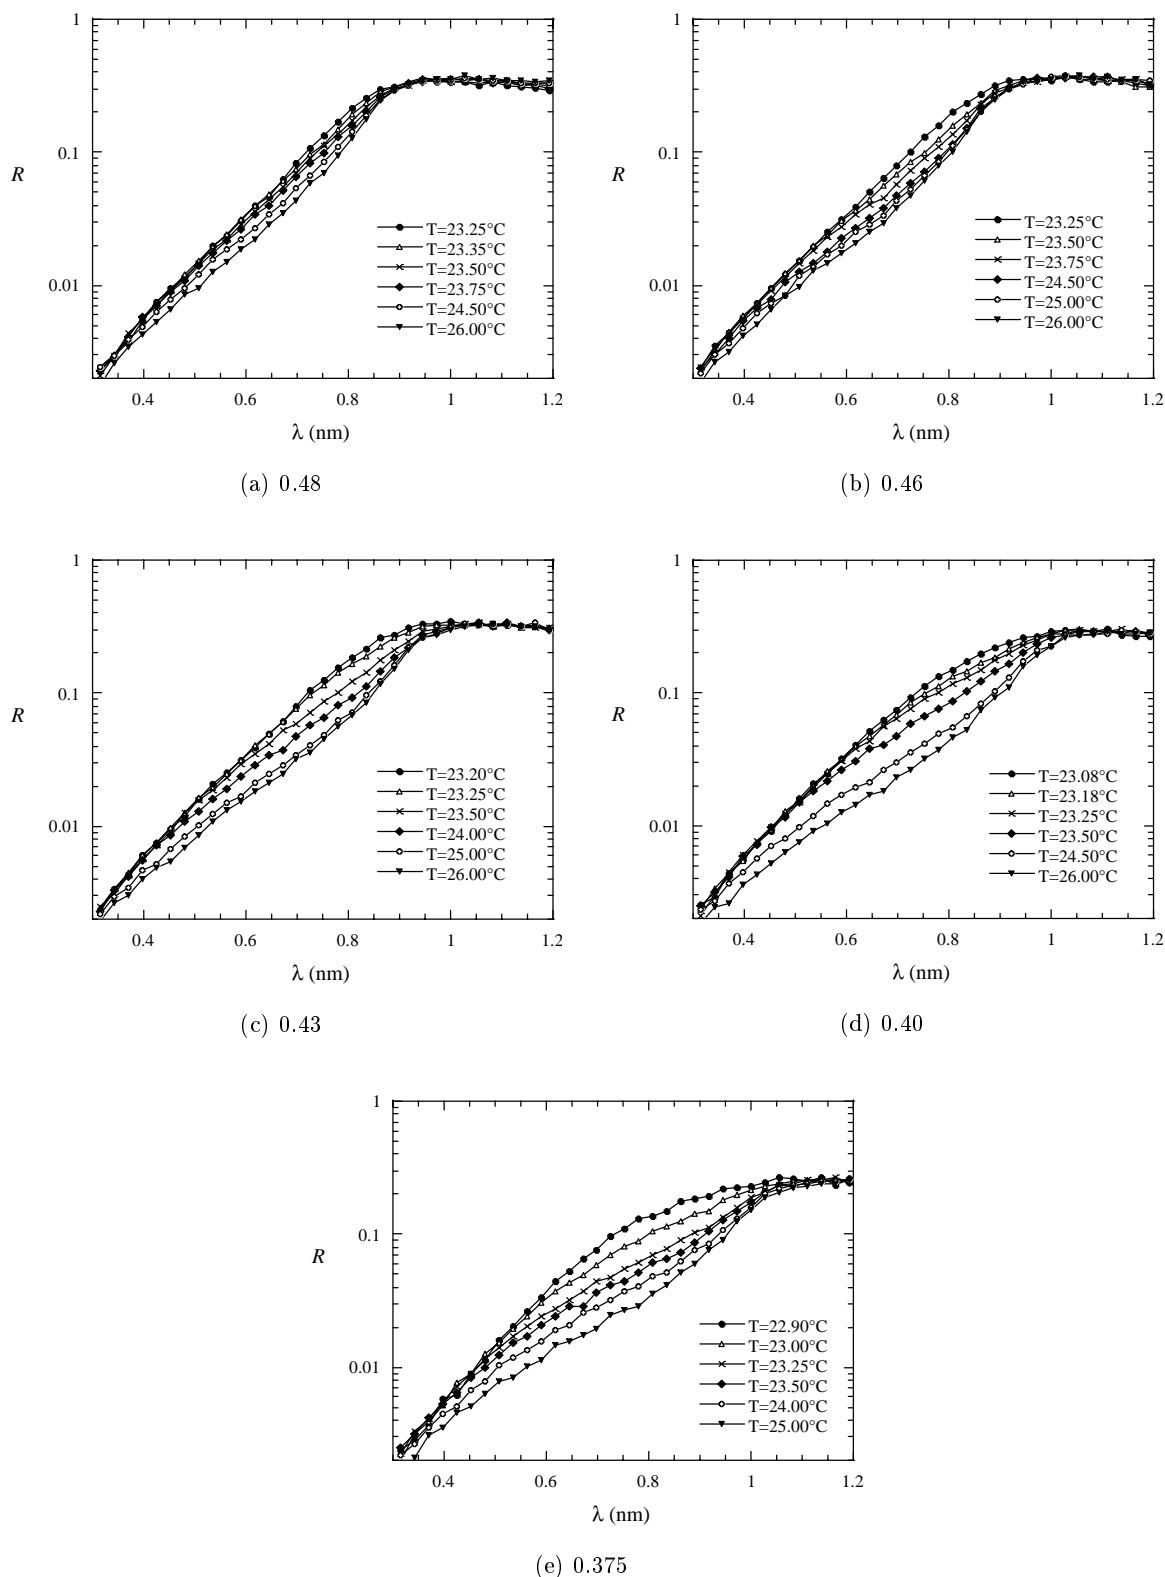 1
0.1
R
0.01
T=23.25°C
T=23.35°C
T=23.50°C
T=23.75°C
T=24.50°C
T=26.00°C
0.4 0.6 0.8 1 1.2
λ (nm)
(a) 0.48
1
0.1
R
0.01
T=23.25°C
T=23.50°C
T=23.75°C
T=24.50°C
T=25.00°C
T=26.00°C
0.4 0.6 0.8 1 1.2
λ (nm)
(b) 0.46
1
0.1
R
0.01
T=23.20°C
T=23.25°C
T=23.50°C
T=24.00°C
T=25.00°C
T=26.00°C
0.4 0.6 0.8 1 1.2
λ (nm)
(c) 0.43
1
0.1
R
0.01
T=23.08°C
T=23.18°C
T=23.25°C
T=23.50°C
T=24.50°C
T=26.00°C
0.4 0.6 0.8 1 1.2
λ (nm)
(d) 0.40
1
0.1
R
0.01
T=22.90°C
T=23.00°C
T=23.25°C
T=23.50°C
T=24.00°C
T=25.00°C
0.4 0.6 0.8 1 1.2
λ (nm)
(e) 0.375